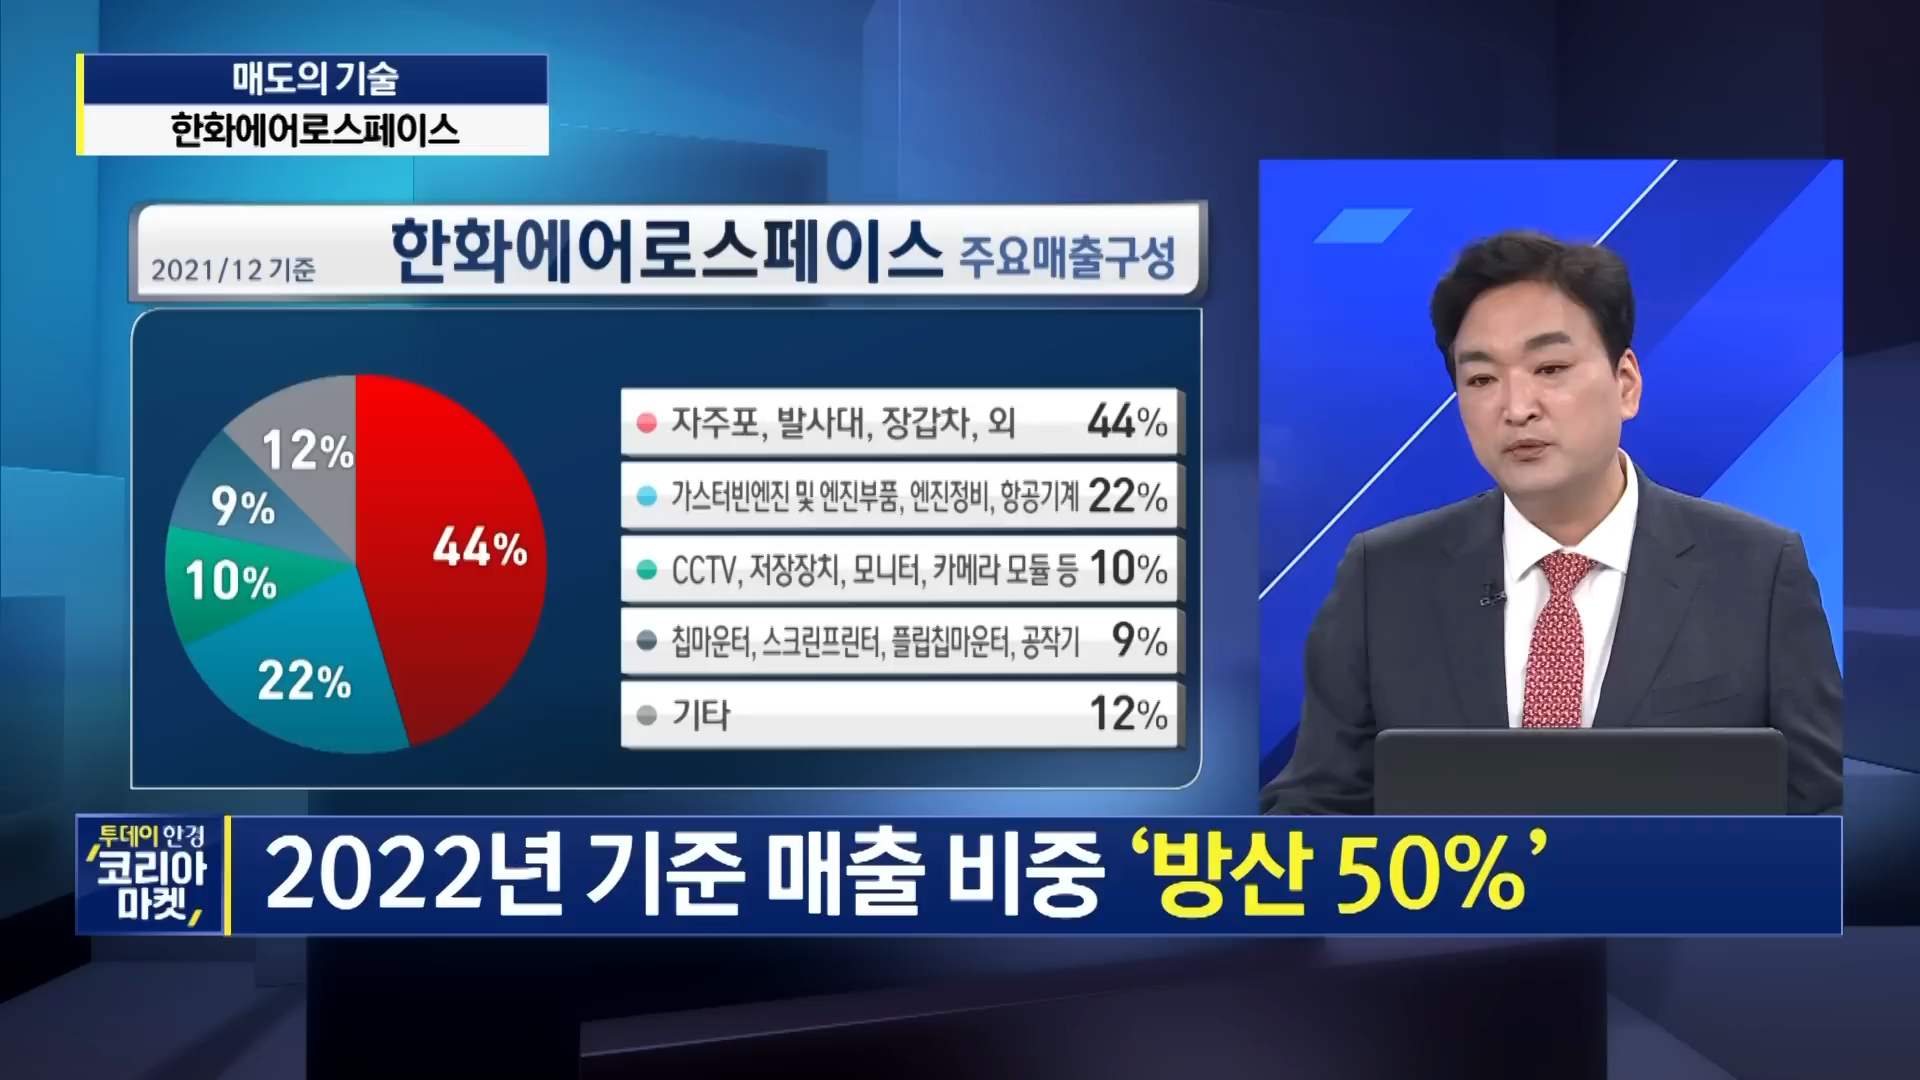 매도의 기술
한화에어로스페이스
2021/12 기준
한화에어로스페이스 주요매출구성
12%
9%
44%
10%
22%
자주포, 발사대, 장갑차, 외 44%
가스터빈엔진 및 엔진부품, 엔진정비, 항공기계 22%
CCTV, 저장장치, 모니터, 카메라 모듈 등 10%
칩마운터, 스크린프린터, 플립칩마운터, 공작기 9%
기타 12%
투데이 한경
코리아
마켓
2022년 기준 매출 비중 ‘방산 50%’